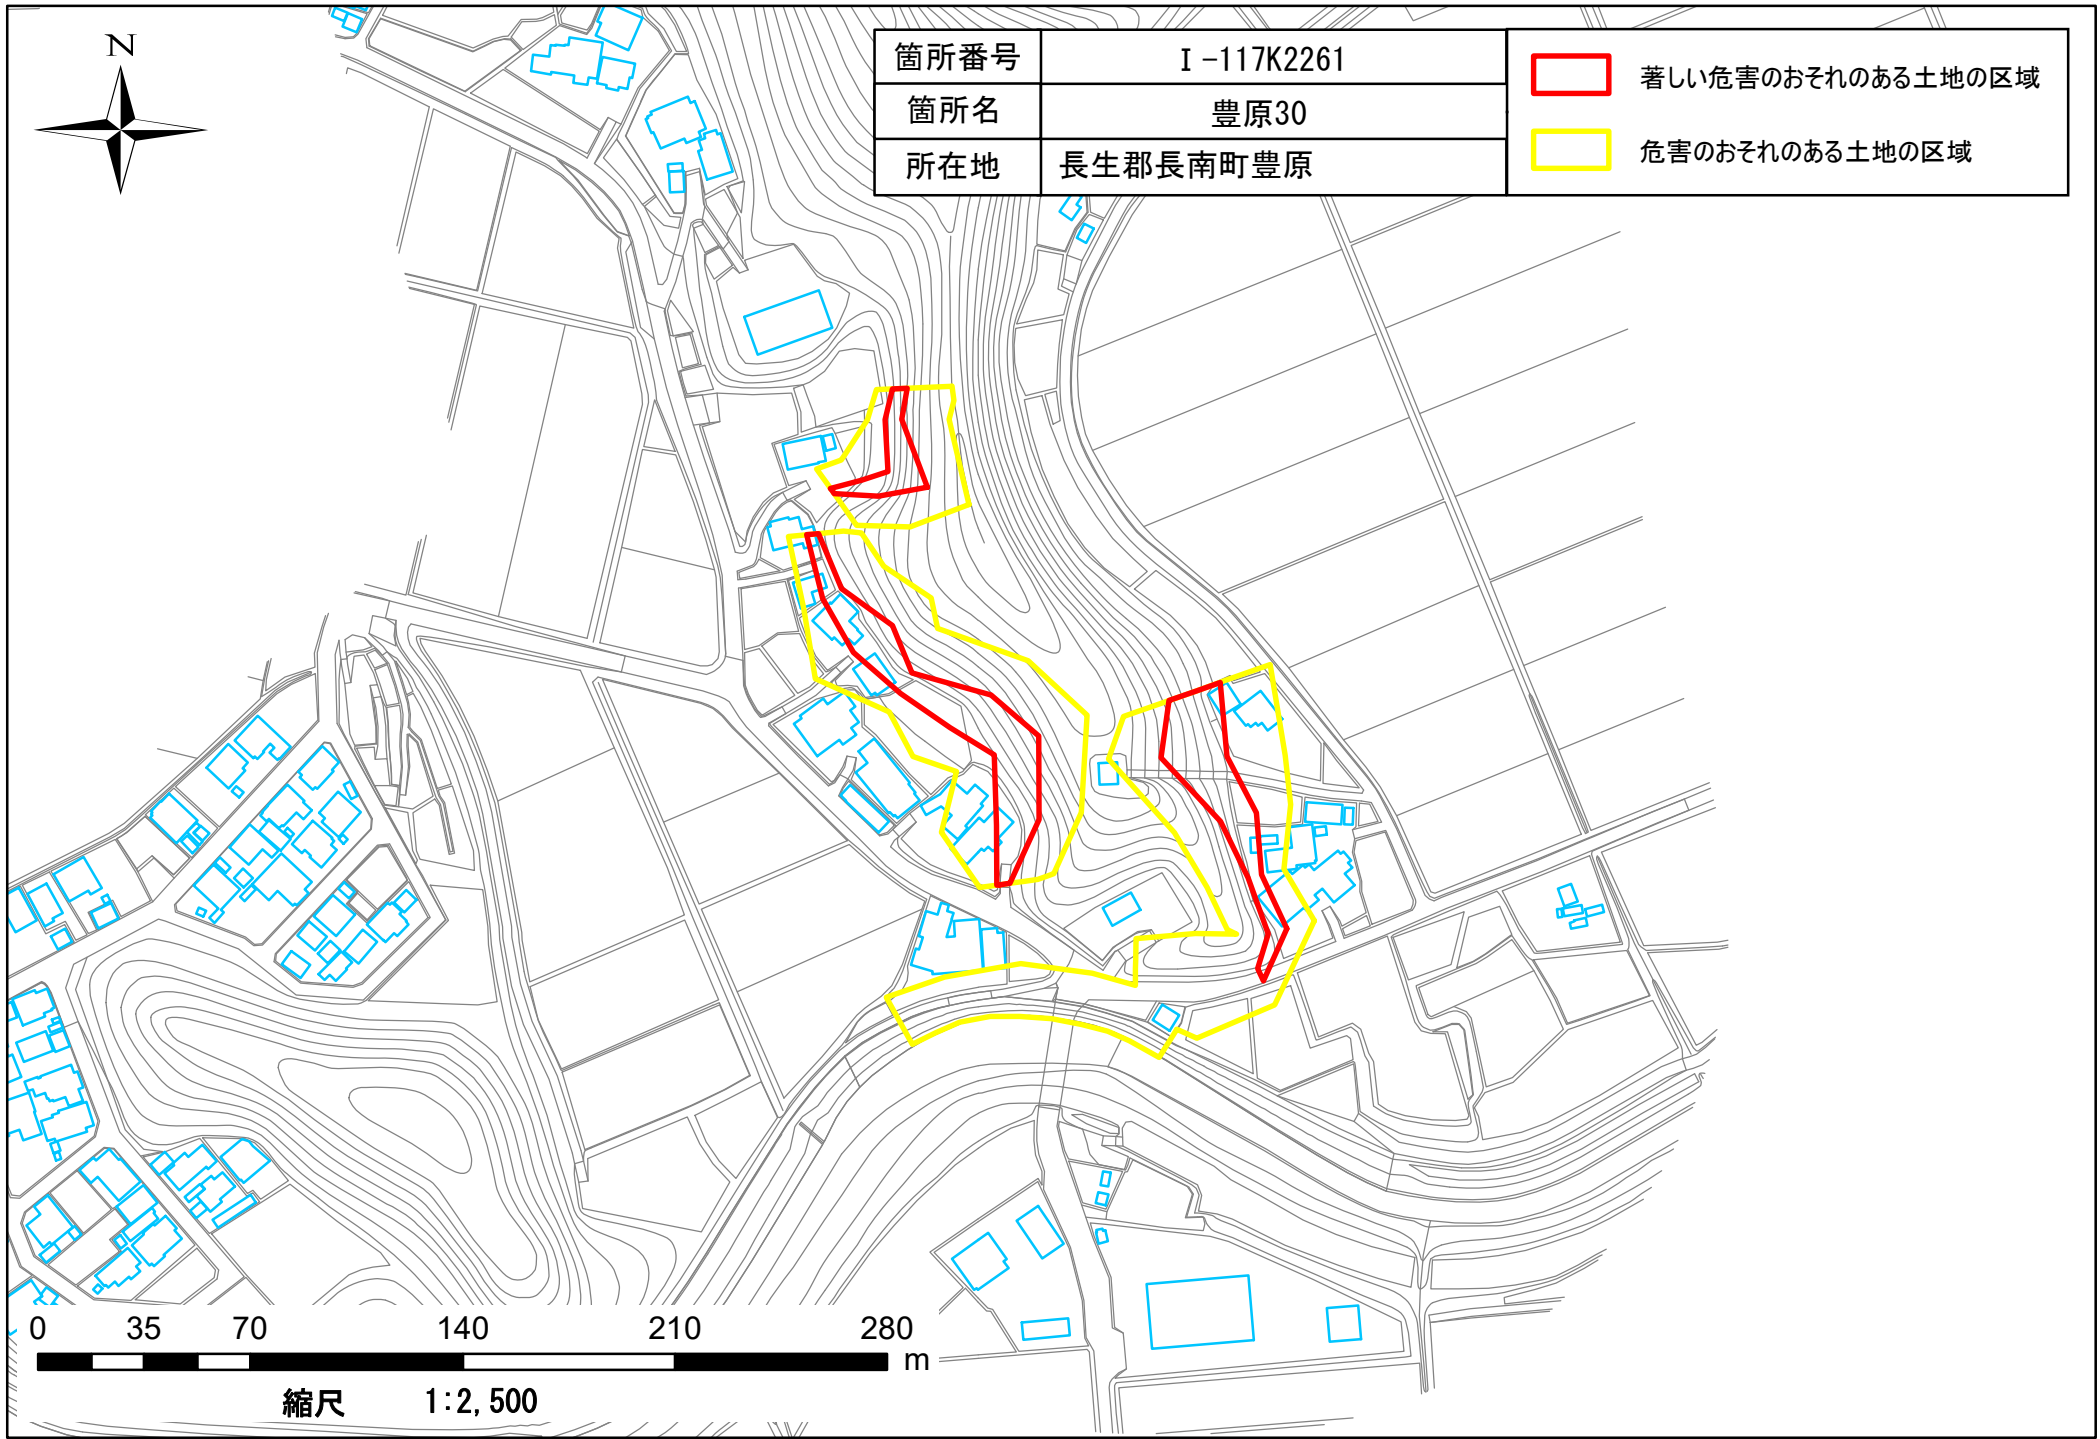 N
箇所番号 I-117K2261
箇所名 豊原30
所在地 長生郡長南町豊原
著しい危害のおそれのある土地の区域
危害のおそれのある土地の区域
0 35 70 140 210 280
m
縮尺 1:2,500